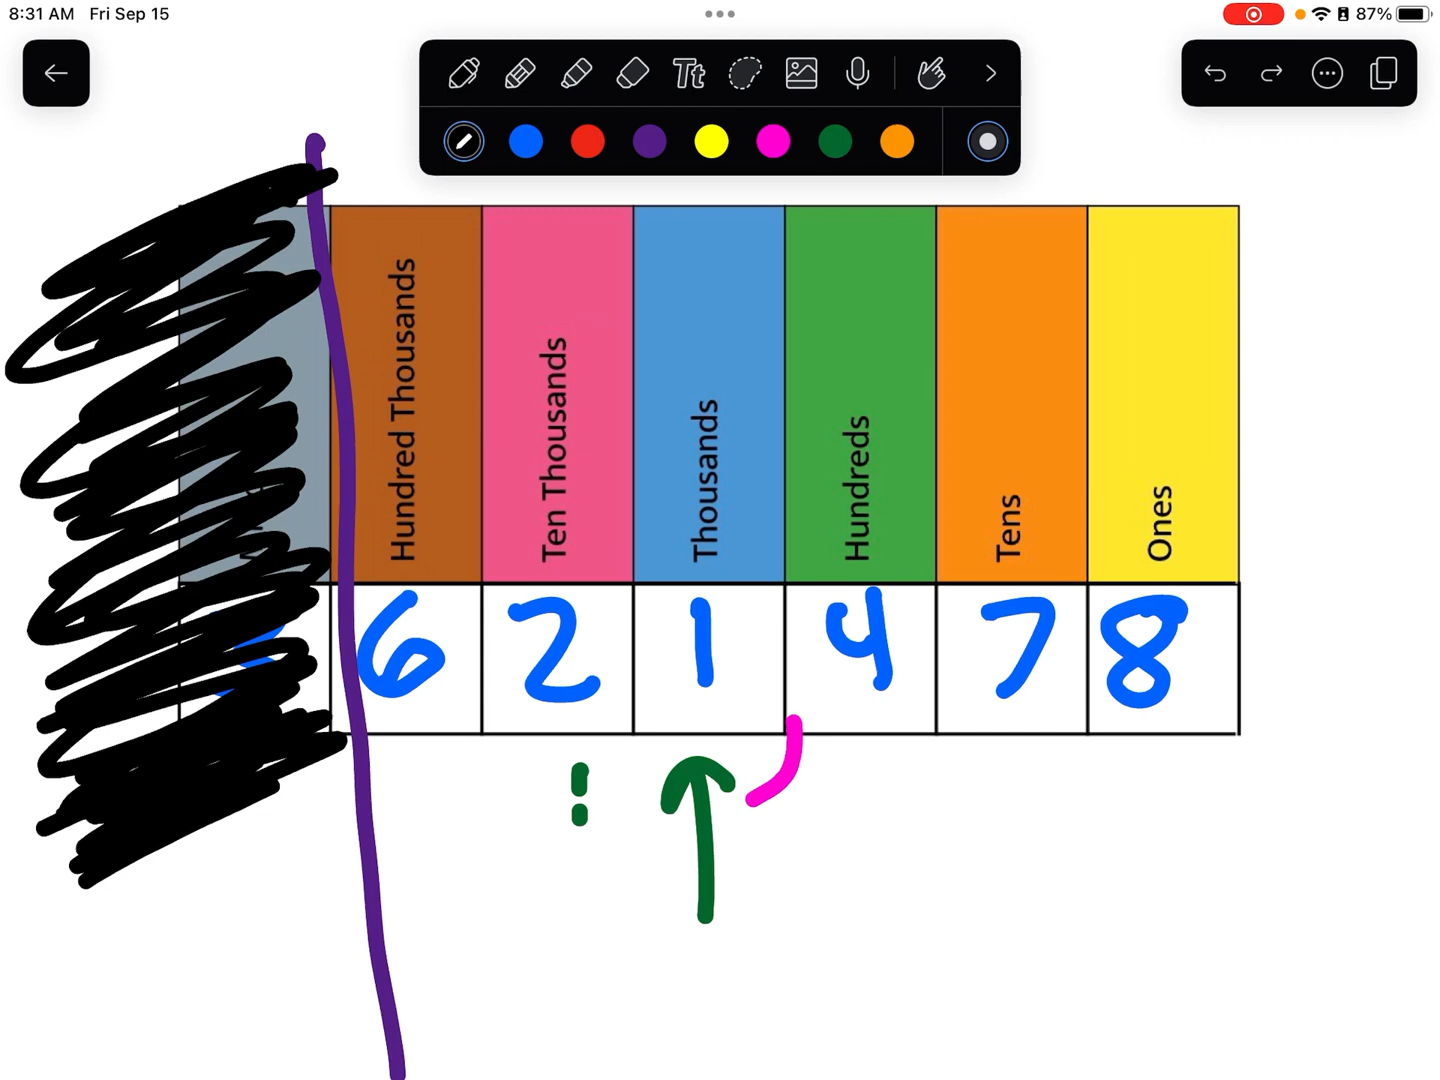 8:31 AM Fri Sep 15
87%
Tt
Hundred Thousands
Ten Thousands
Thousands
Hundreds
Tens
Ones
6 2 1 4 7 8
,